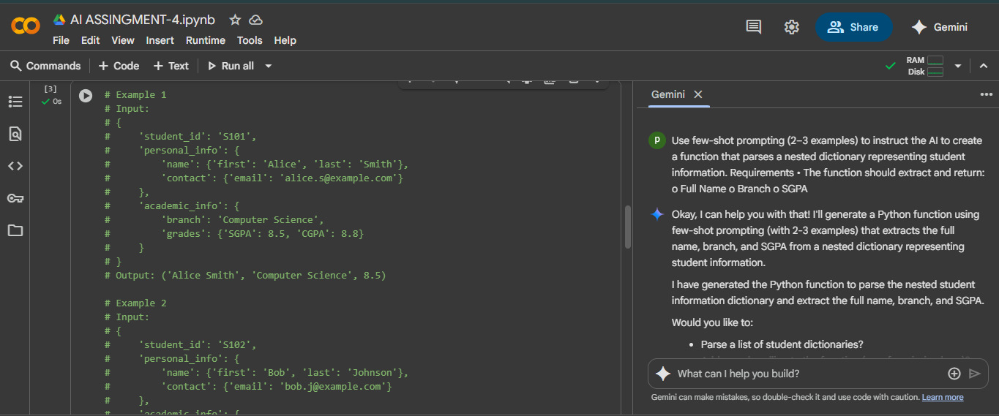 AI ASSINGMENT-4.ipynb
File Edit View Insert Runtime Tools Help
Share
Gemini
Commands + Code + Text Run all
RAM
Disk
[3]
0s
# Example 1
# Input:
# {
#     'student_id': 'S101',
#     'personal_info': {
#         'name': {'first': 'Alice', 'last': 'Smith'},
#         'contact': {'email': 'alice.s@example.com'}
#     },
#     'academic_info': {
#         'branch': 'Computer Science',
#         'grades': {'SGPA': 8.5, 'CGPA': 8.8}
#     }
# }
# Output: ('Alice Smith', 'Computer Science', 8.5)
# Example 2
# Input:
# {
#     'student_id': 'S102',
#     'personal_info': {
#         'name': {'first': 'Bob', 'last': 'Johnson'},
#         'contact': {'email': 'bob.j@example.com'}
#     },
#     'academic_info': {
Gemini
p
Use few-shot prompting (2–3 examples) to instruct the AI to create
a function that parses a nested dictionary representing student
information. Requirements • The function should extract and return:
o Full Name o Branch o SGPA
Okay, I can help you with that! I'll generate a Python function using
few-shot prompting (with 2-3 examples) that extracts the full
name, branch, and SGPA from a nested dictionary representing
student information.
I have generated the Python function to parse the nested student
information dictionary and extract the full name, branch, and SGPA.
Would you like to:
• Parse a list of student dictionaries?
What can I help you build?
Gemini can make mistakes, so double-check it and use code with caution. Learn more